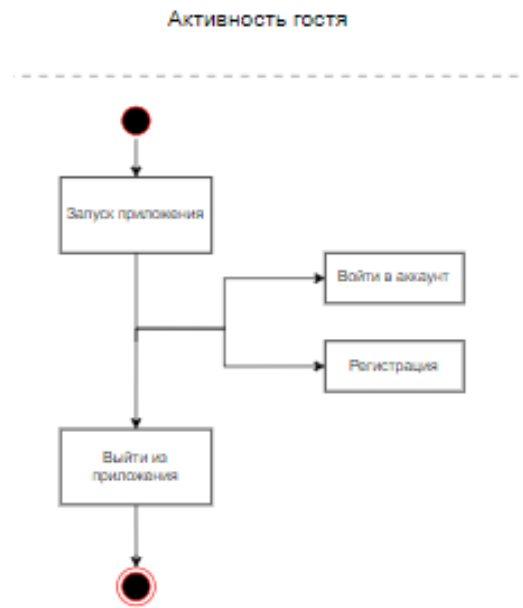 Активность гостя
Запуск приложения
Войти в аккаунт
Регистрация
Выйти из
приложения